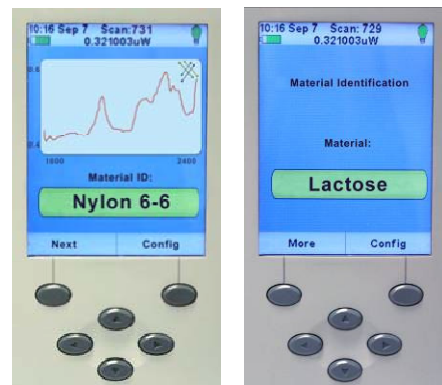 10:16 Sep 7 Scan:731
0.321003uW
0.6
0.4
1600 2400
Material ID:
Nylon 6-6
Next Config
10:16 Sep 7 Scan: 729
0.321003uW
Material Identification
Material:
Lactose
More Config